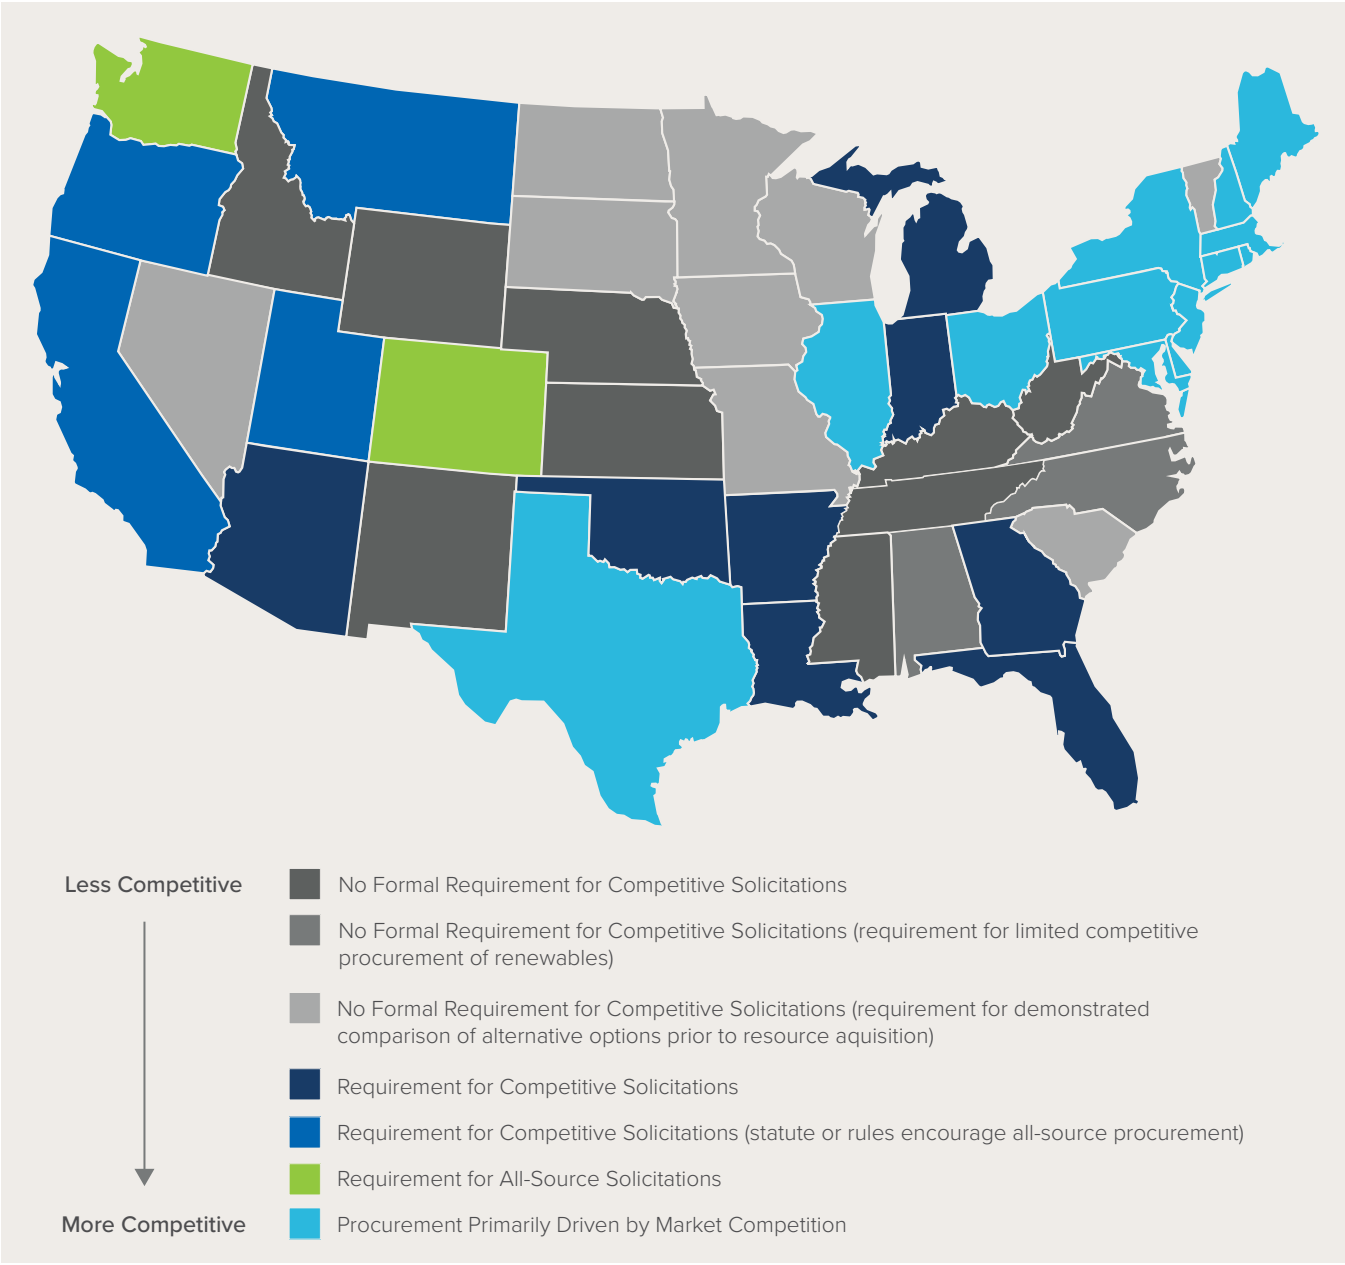 Less Competitive
No Formal Requirement for Competitive Solicitations
No Formal Requirement for Competitive Solicitations (requirement for limited competitive
procurement of renewables)
No Formal Requirement for Competitive Solicitations (requirement for demonstrated
comparison of alternative options prior to resource aquisition)
Requirement for Competitive Solicitations
Requirement for Competitive Solicitations (statute or rules encourage all-source procurement)
Requirement for All-Source Solicitations
More Competitive
Procurement Primarily Driven by Market Competition